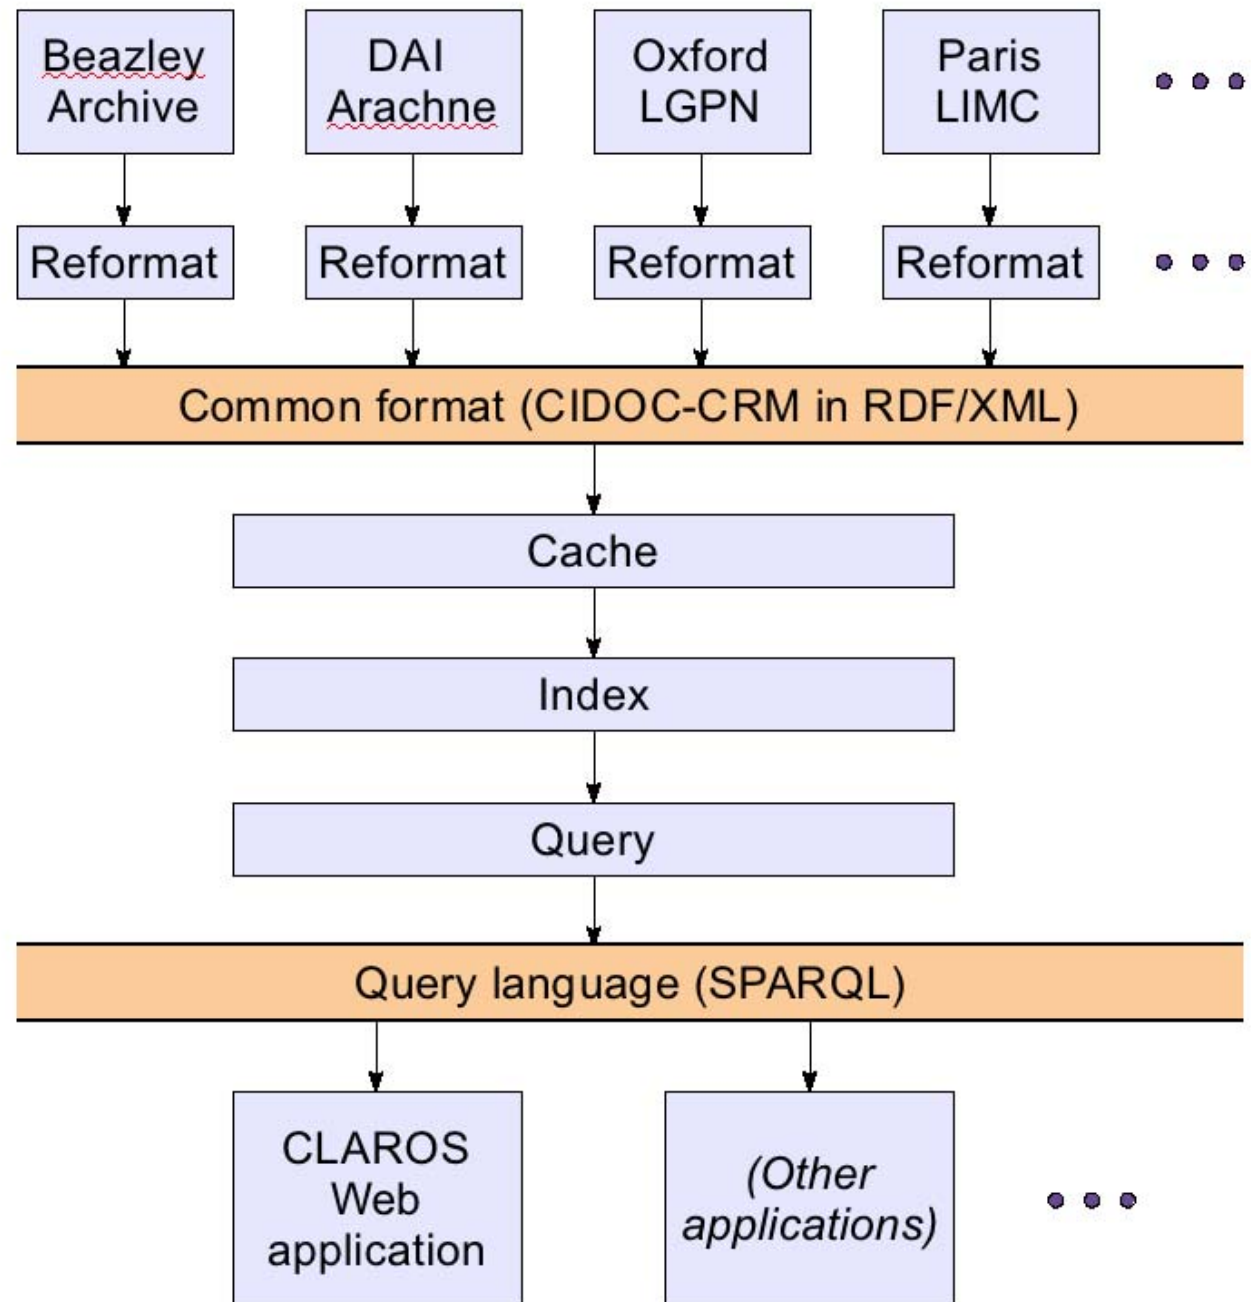 Beazley
Archive
DAI
Arachne
Oxford
LGPN
Paris
LIMC
Reformat
Reformat
Reformat
Reformat
Common format (CIDOC-CRM in RDF/XML)
Cache
Index
Query
Query language (SPARQL)
CLAROS
Web
application
(Other
applications)